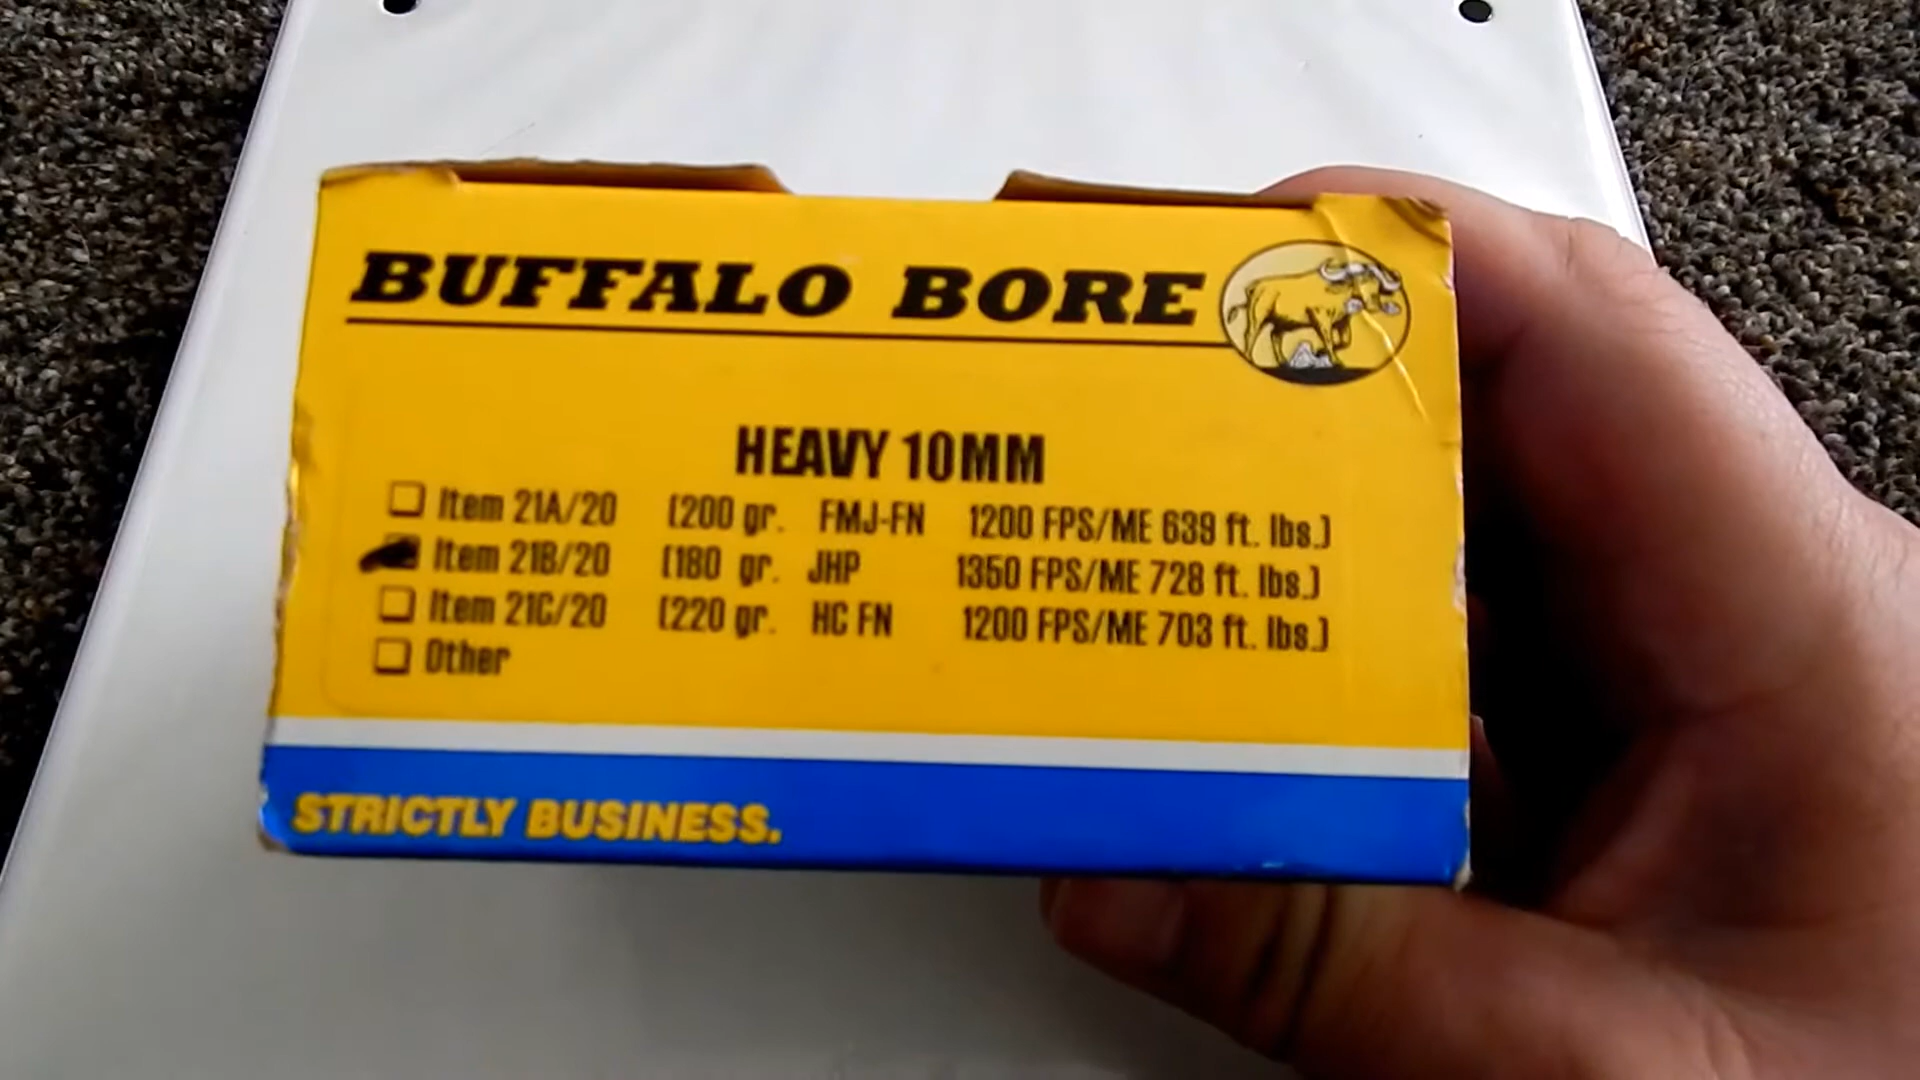 BUFFALO BORE
HEAVY 10MM
Item 21A/20 (200 gr. FMJ-FN 1200 FPS/ME 639 ft. lbs.)
Item 21B/20 (180 gr. JHP 1350 FPS/ME 728 ft. lbs.)
Item 21C/20 (220 gr. HC FN 1200 FPS/ME 703 ft. lbs.)
Other
STRICTLY BUSINESS.